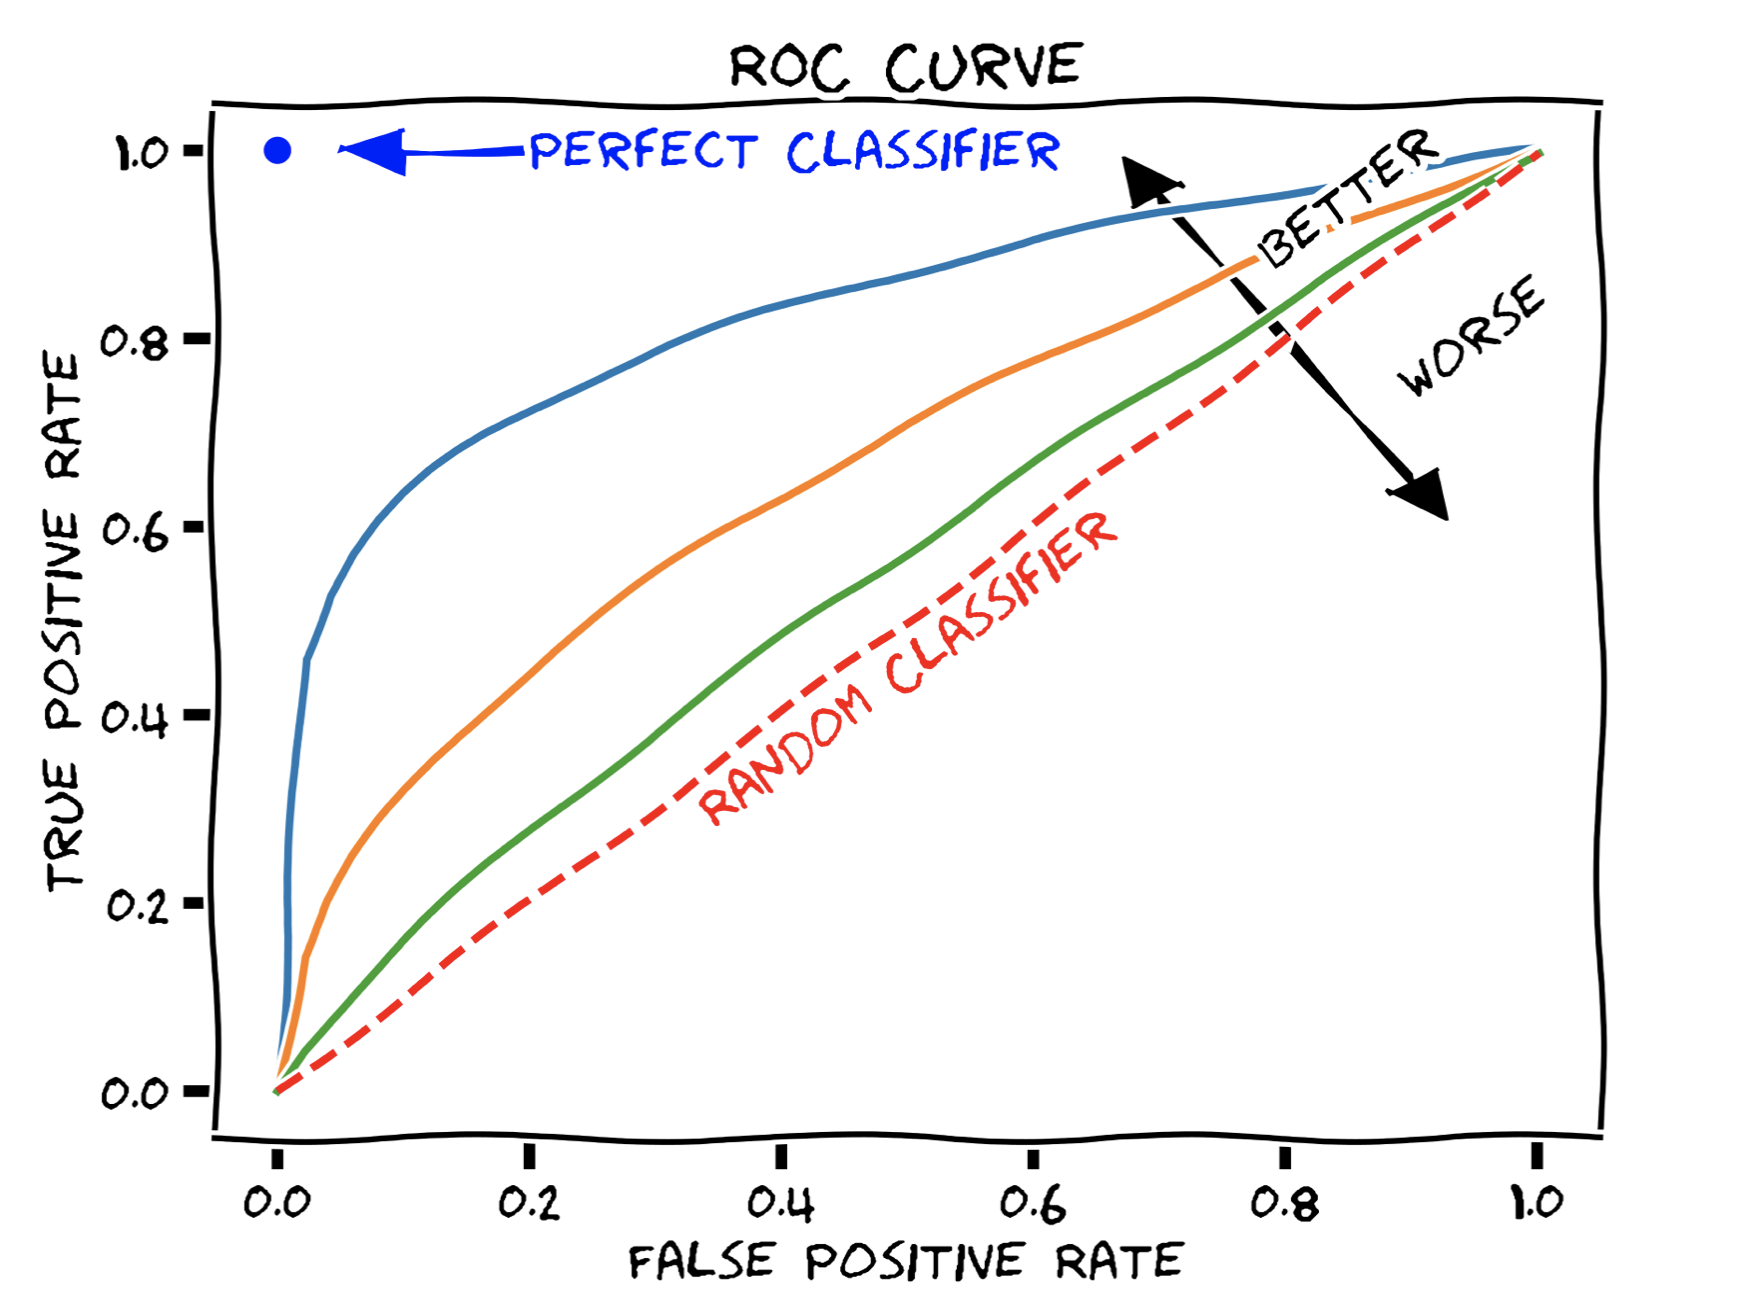 ROC CURVE
PERFECT CLASSIFIER
BETTER
WORSE
RANDOM CLASSIFIER
TRUE POSITIVE RATE
1.0
0.8
0.6
0.4
0.2
0.0
0.0 0.2 0.4 0.6 0.8 1.0
FALSE POSITIVE RATE